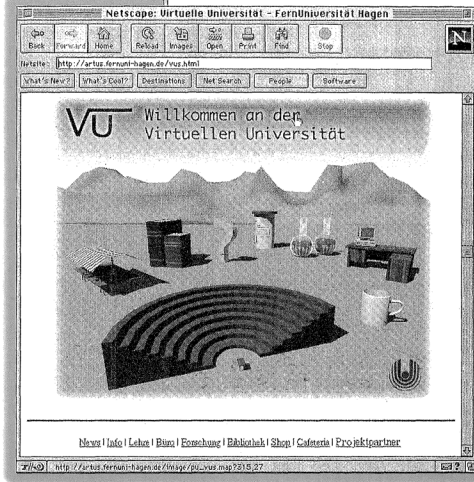 Netscape: Virtuelle Universität - FernUniversität Hagen
Back Forward Home Reload Images Open Print Find Stop
N
Netsite: http://artus.fernuni-hagen.de/vus.html
What's New? What's Cool? Destinations Net Search People Software
VU Willkommen an der
Virtuellen Universität
News | Info | Lehre | Büro | Forschung | Bibliothek | Shop | Cafeteria | Projektpartner
http://artus.fernuni-hagen.de/image/pu_vus.map?315,27